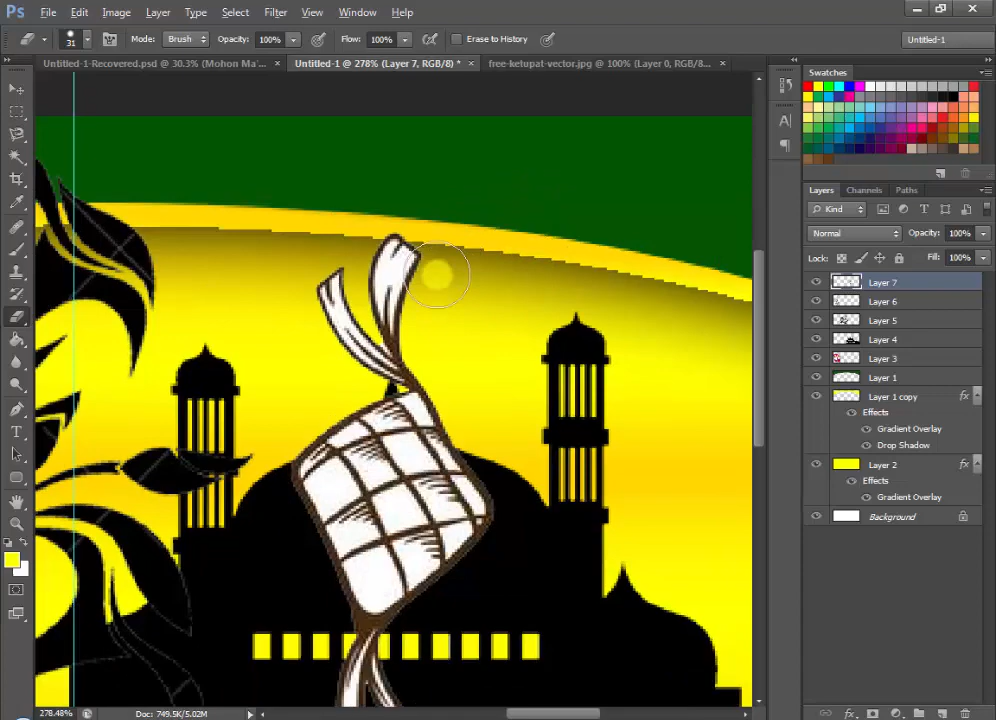 Ps File Edit Image Layer Type Select Filter View Window Help
31 Mode: Brush Opacity: 100% Flow: 100% Erase to History Untitled-1
Untitled-1-Recovered.psd @ 30.3% (Mohon Ma' Untitled-1 @ 278% (Layer 7, RGB/8) * × free-ketupat-vector.jpg @ 100% (Layer 0, RGB/8... ×
Swatches
Layers Channels Paths
Kind
Normal Opacity: 100%
Lock: Fill: 100%
Layer 7
Layer 6
Layer 5
Layer 4
Layer 3
Layer 1
Layer 1 copy fx
Effects
Gradient Overlay
Drop Shadow
Layer 2 fx
Effects
Gradient Overlay
Background
278.48% Doc: 749.5K/5.02M